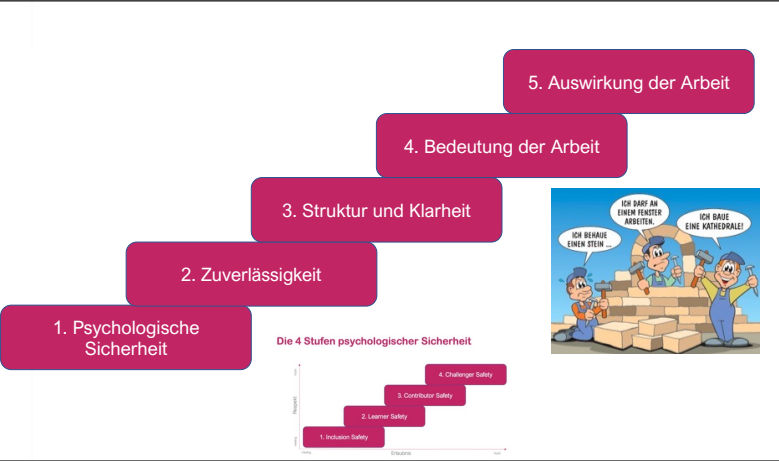 5. Auswirkung der Arbeit
4. Bedeutung der Arbeit
3. Struktur und Klarheit
2. Zuverlässigkeit
1. Psychologische
Sicherheit
ICH BEHAUE
EINEN STEIN ...
ICH DARF AN
EINEM FENSTER
ARBEITEN.
ICH BAUE
EINE KATHEDRALE!
Die 4 Stufen psychologischer Sicherheit
4. Challenger Safety
3. Contributor Safety
2. Learner Safety
1. Inclusion Safety
Respekt
Erlaubnis